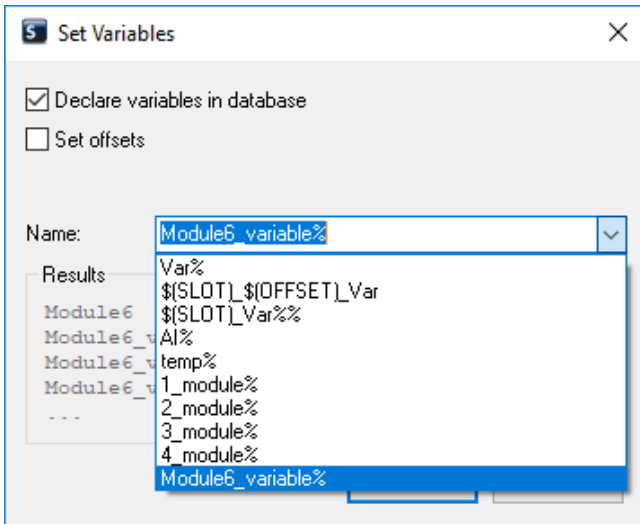 S Set Variables
Declare variables in database
Set offsets
Name: Module6_variable%
Var%
Results
$(SLOT)_$(OFFSET)_Var
Module6
$(SLOT)_Var%%
Module6_v
AI%
Module6_v
temp%
Module6_v
1_module%
...
2_module%
3_module%
4_module%
Module6_variable%